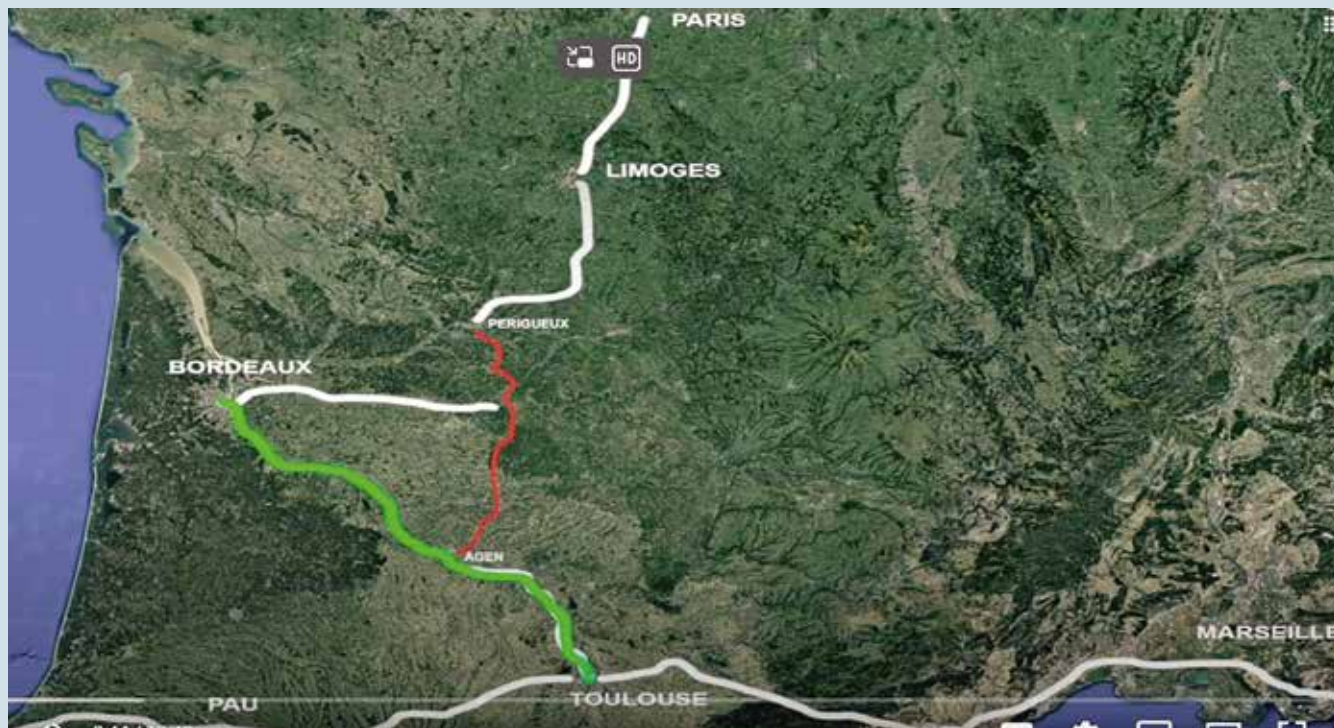 PARIS
HD
LIMOGES
PERIGUEUX
BORDEAUX
AGEN
MARSEILLE
TOULOUSE
PAU